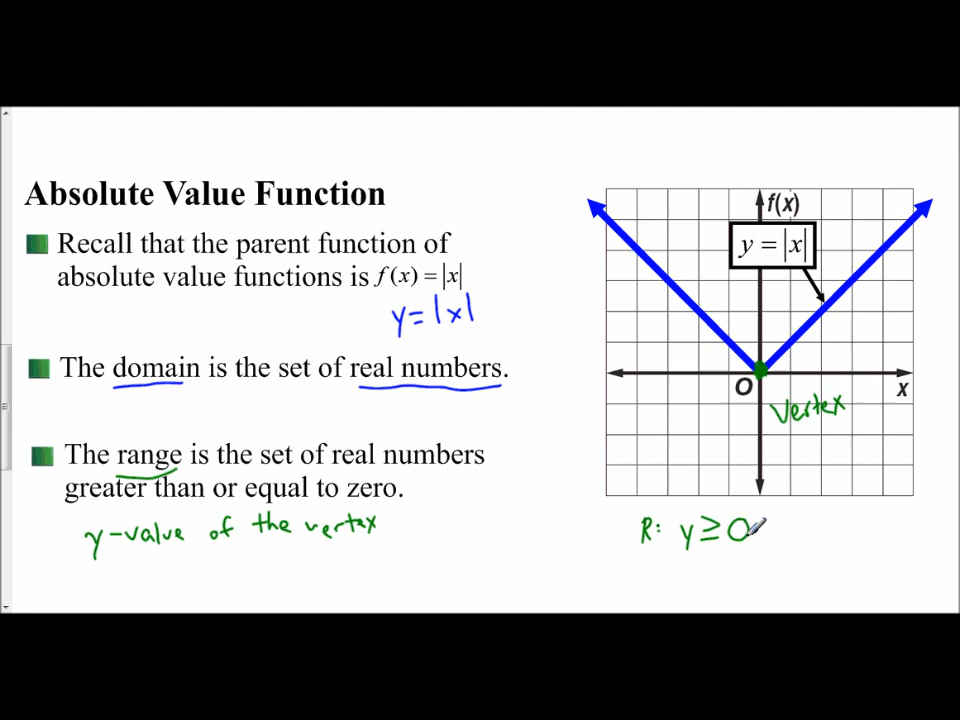 Absolute Value Function
Recall that the parent function of
absolute value functions is f(x) = |x|
y = |x|
The domain is the set of real numbers.
The range is the set of real numbers
greater than or equal to zero.
y-value of the vertex
f(x)
y = |x|
O
x
vertex
R: y ≥ 0